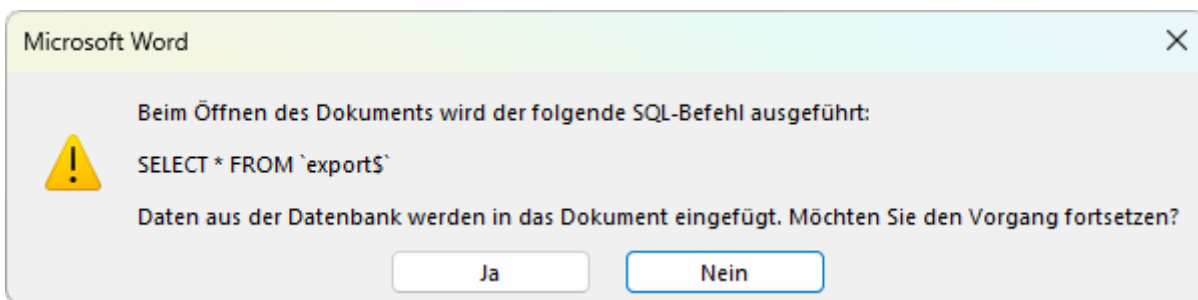 Microsoft Word
Beim Öffnen des Dokuments wird der folgende SQL-Befehl ausgeführt:
SELECT * FROM `export$`
Daten aus der Datenbank werden in das Dokument eingefügt. Möchten Sie den Vorgang fortsetzen?
Ja
Nein